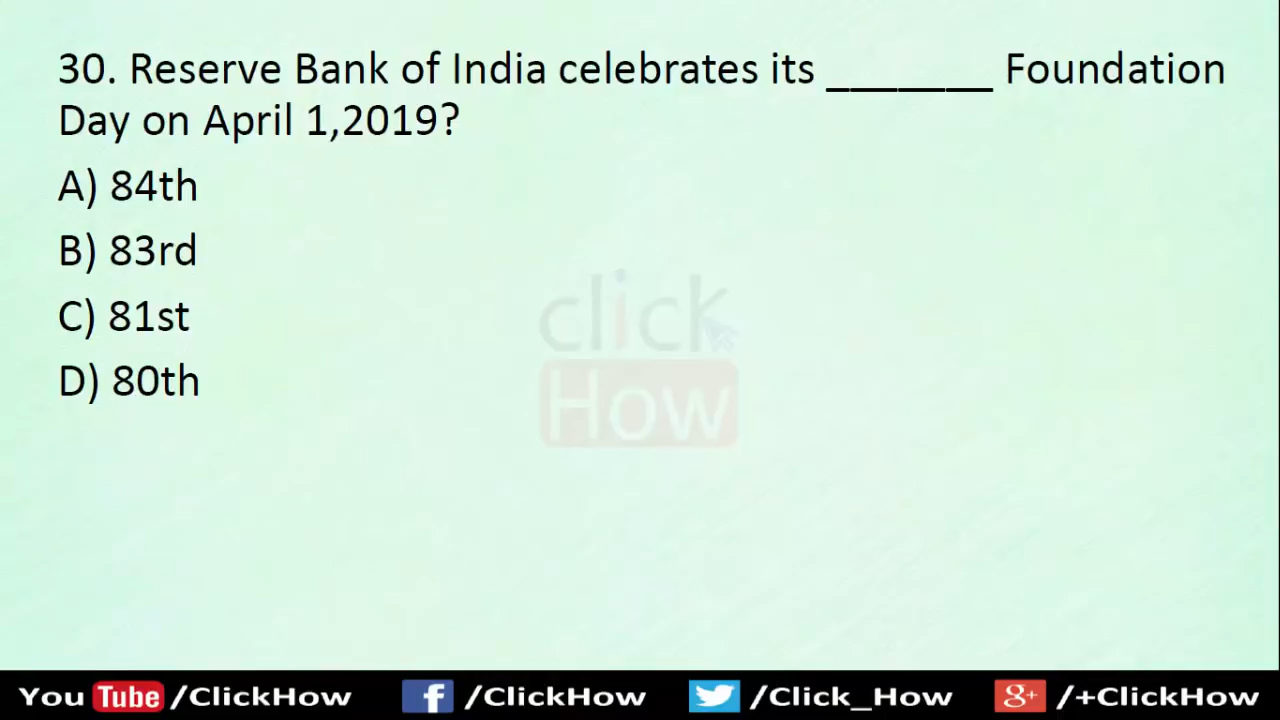 30. Reserve Bank of India celebrates its _______ Foundation
Day on April 1,2019?
A) 84th
B) 83rd
C) 81st
D) 80th
click
How
You Tube /ClickHow f /ClickHow /Click_How g+ /+ClickHow